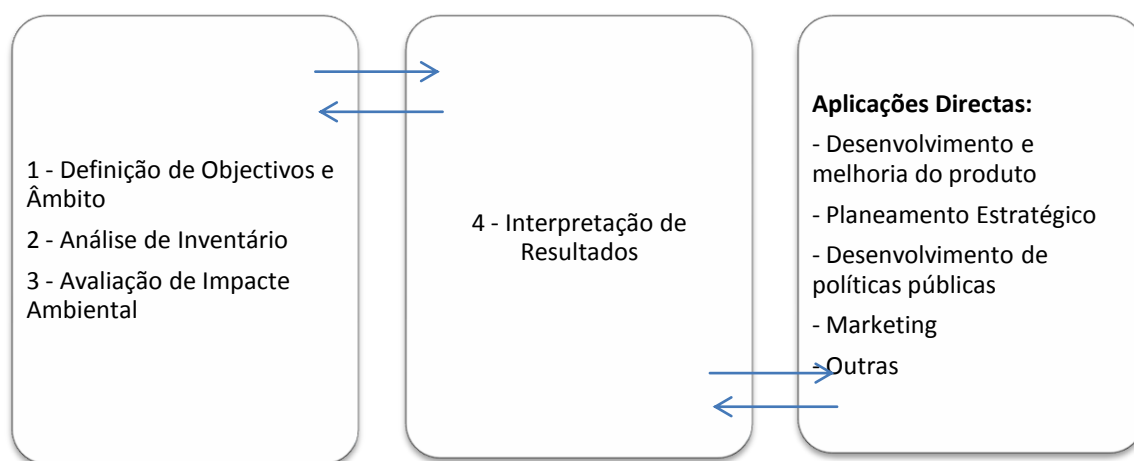 1 - Definição de Objectivos e
Âmbito
2 - Análise de Inventário
3 - Avaliação de Impacte
Ambiental
4 - Interpretação de
Resultados
Aplicações Directas:
- Desenvolvimento e
melhoria do produto
- Planeamento Estratégico
- Desenvolvimento de
políticas públicas
- Marketing
- Outras